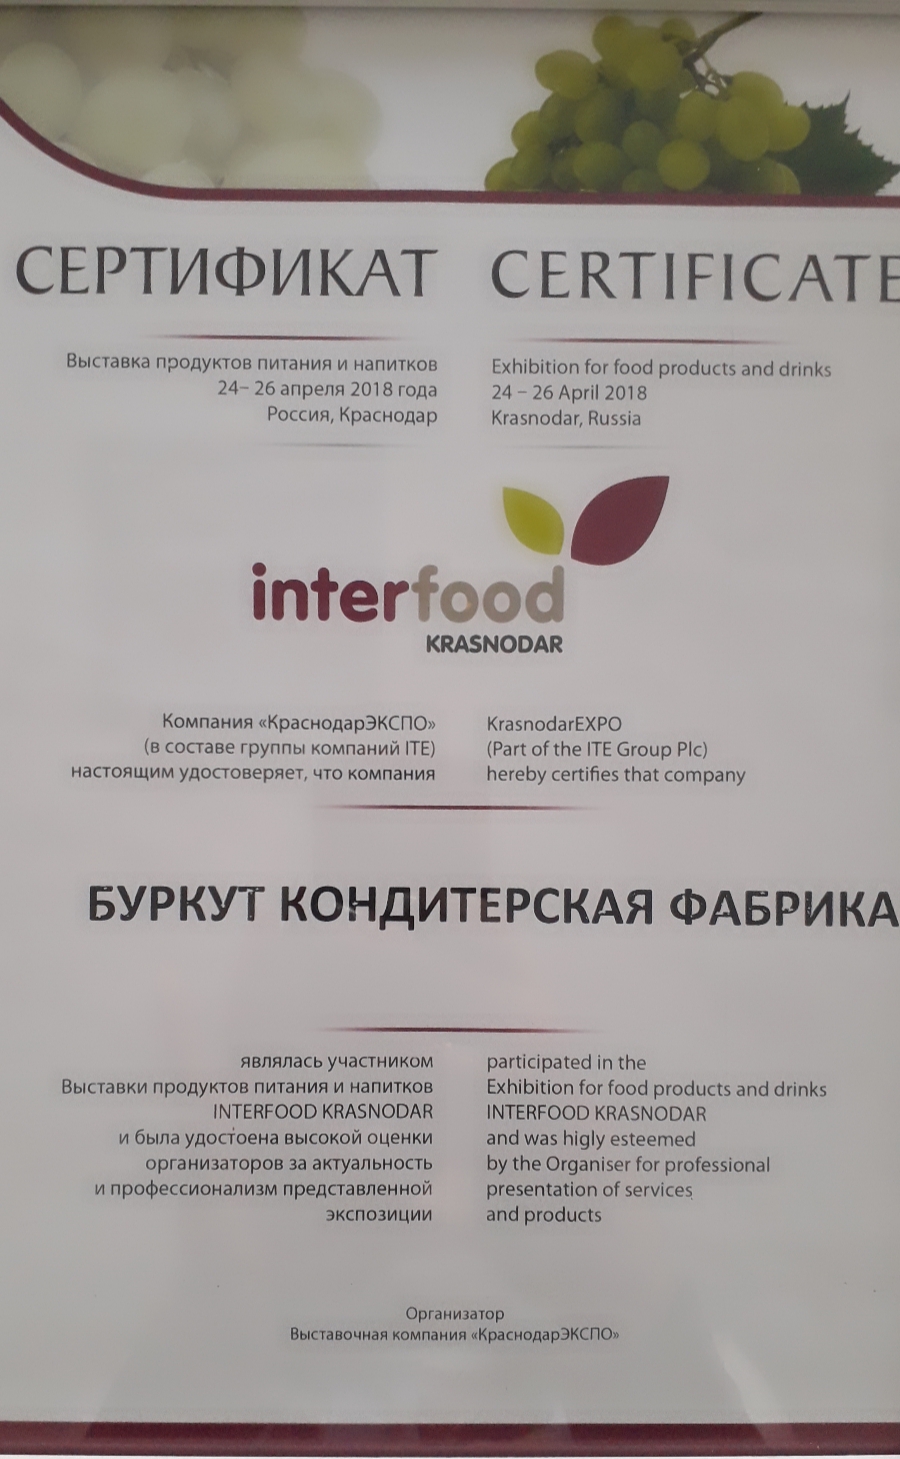 СЕРТИФИКАТ
Выставка продуктов питания и напитков
24– 26 апреля 2018 года
Россия, Краснодар
CERTIFICATE
Exhibition for food products and drinks
24 – 26 April 2018
Krasnodar, Russia
interfood
KRASNODAR
Компания «КраснодарЭКСПО»
(в составе группы компаний ITE)
настоящим удостоверяет, что компания
KrasnodarEXPO
(Part of the ITE Group Plc)
hereby certifies that company
БУРКУТ КОНДИТЕРСКАЯ ФАБРИКА
являлась участником
Выставки продуктов питания и напитков
INTERFOOD KRASNODAR
и была удостоена высокой оценки
организаторов за актуальность
и профессионализм представленной
экспозиции
participated in the
Exhibition for food products and drinks
INTERFOOD KRASNODAR
and was higly esteemed
by the Organiser for professional
presentation of services
and products
Организатор
Выставочная компания «КраснодарЭКСПО»